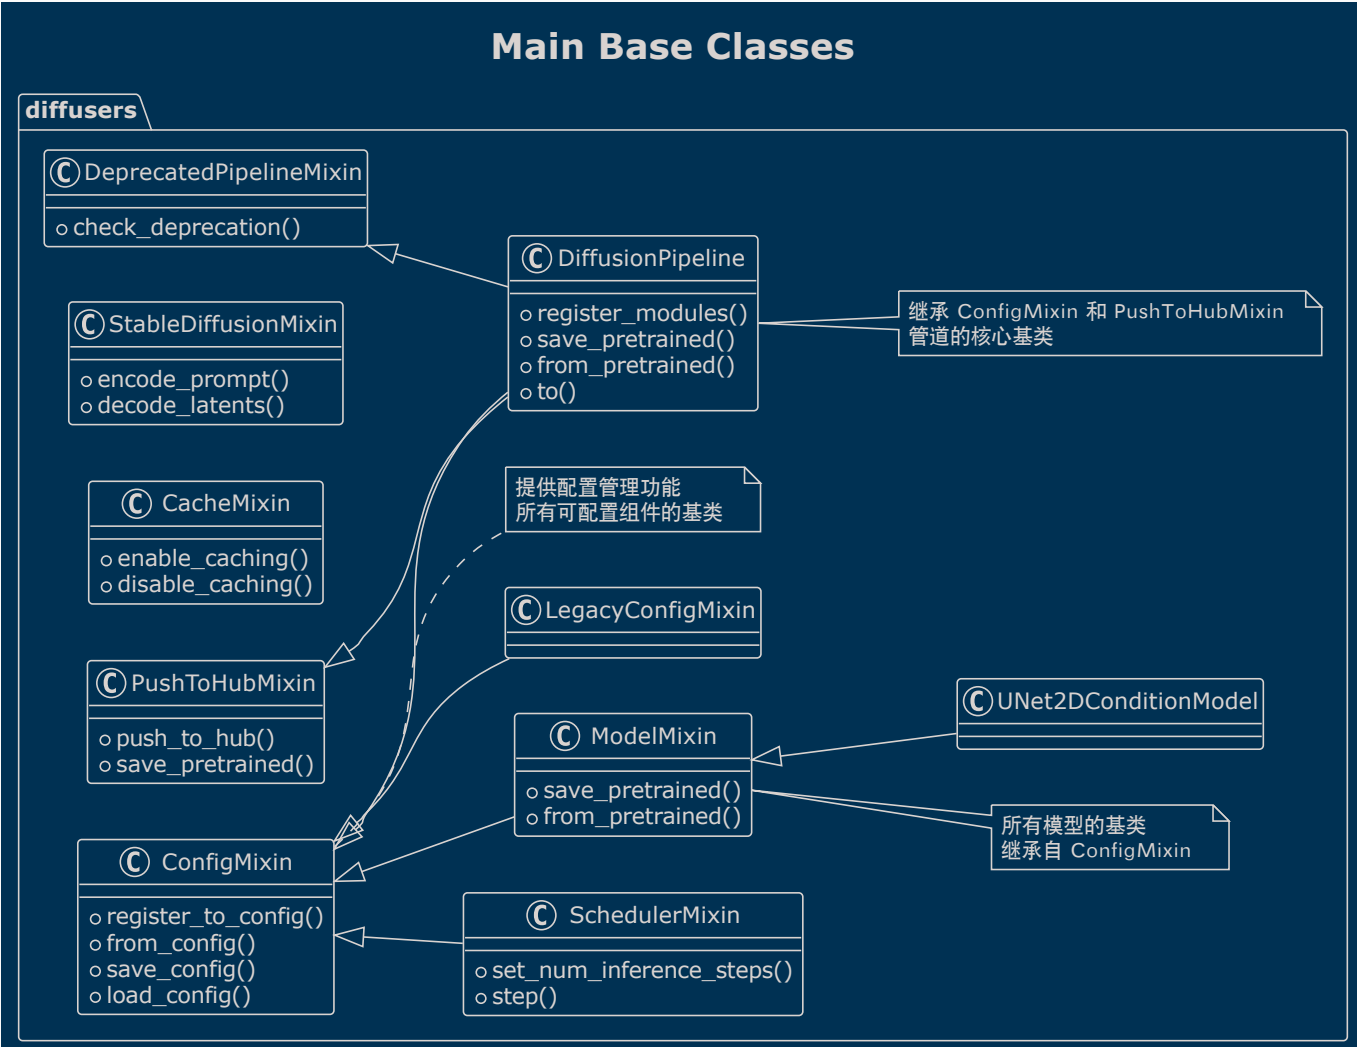 Main Base Classes
diffusers
DeprecatedPipelineMixin
check_deprecation()
DiffusionPipeline
register_modules()
save_pretrained()
from_pretrained()
to()
继承 ConfigMixin 和 PushToHubMixin
管道的核心基类
StableDiffusionMixin
encode_prompt()
decode_latents()
CacheMixin
enable_caching()
disable_caching()
提供配置管理功能
所有可配置组件的基类
LegacyConfigMixin
PushToHubMixin
push_to_hub()
save_pretrained()
ModelMixin
save_pretrained()
from_pretrained()
UNet2DConditionModel
所有模型的基类
继承自 ConfigMixin
ConfigMixin
register_to_config()
from_config()
save_config()
load_config()
SchedulerMixin
set_num_inference_steps()
step()